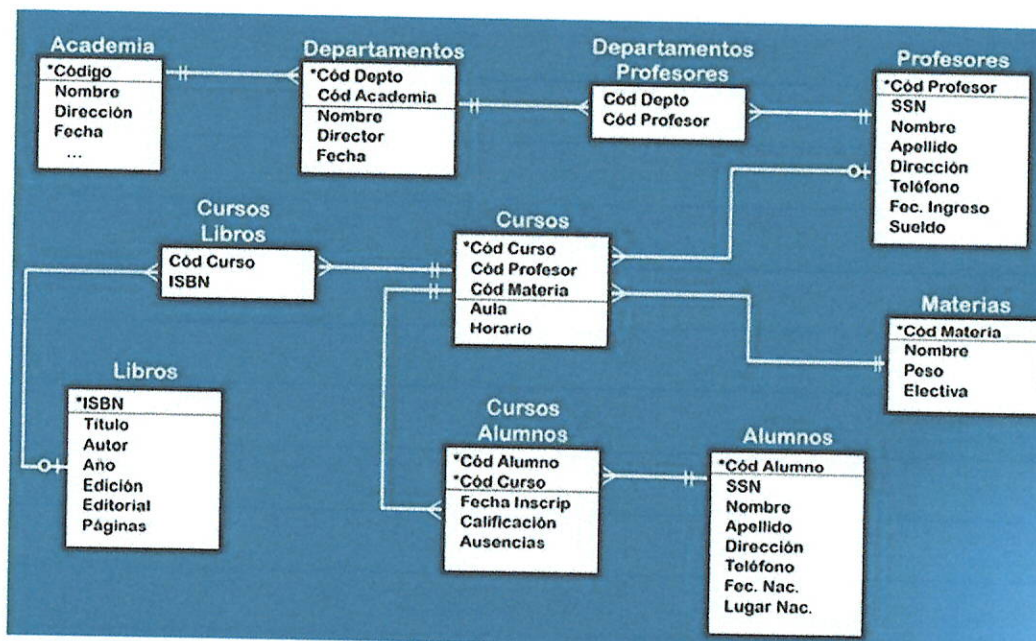 Academia
*Código
Nombre
Dirección
Fecha
...
Departamentos
*Cód Depto
Cód Academia
Nombre
Director
Fecha
Departamentos
Profesores
Cód Depto
Cód Profesor
Profesores
*Cód Profesor
SSN
Nombre
Apellido
Dirección
Teléfono
Fec. Ingreso
Sueldo
Cursos
Libros
Cód Curso
ISBN
Cursos
*Cód Curso
Cód Profesor
Cód Materia
Aula
Horario
Materias
*Cód Materia
Nombre
Peso
Electiva
Libros
*ISBN
Título
Autor
Año
Edición
Editorial
Páginas
Cursos
Alumnos
*Cód Alumno
*Cód Curso
Fecha Inscrip
Calificación
Ausencias
Alumnos
*Cód Alumno
SSN
Nombre
Apellido
Dirección
Teléfono
Fec. Nac.
Lugar Nac.